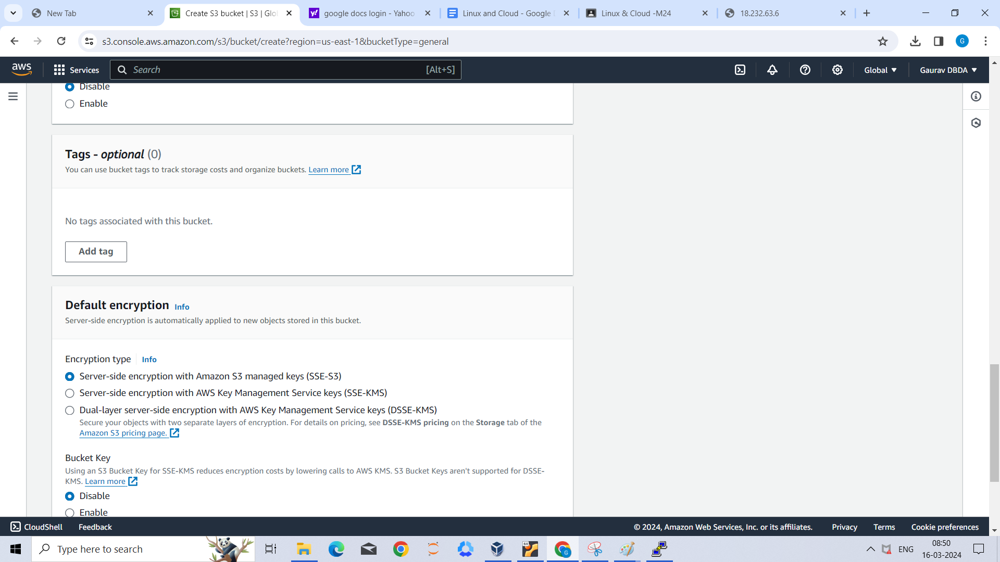 New Tab
Create S3 bucket | S3 | Glo
google docs login - Yahoo
Linux and Cloud - Google
Linux & Cloud -M24
18.232.63.6
s3.console.aws.amazon.com/s3/bucket/create?region=us-east-1&bucketType=general
G
aws
Services
Search
[Alt+S]
Global
Gaurav DBDA
Disable
Enable
Tags - optional (0)
You can use bucket tags to track storage costs and organize buckets. Learn more
No tags associated with this bucket.
Add tag
Default encryption Info
Server-side encryption is automatically applied to new objects stored in this bucket.
Encryption type Info
Server-side encryption with Amazon S3 managed keys (SSE-S3)
Server-side encryption with AWS Key Management Service keys (SSE-KMS)
Dual-layer server-side encryption with AWS Key Management Service keys (DSSE-KMS)
Secure your objects with two separate layers of encryption. For details on pricing, see DSSE-KMS pricing on the Storage tab of the
Amazon S3 pricing page.
Bucket Key
Using an S3 Bucket Key for SSE-KMS reduces encryption costs by lowering calls to AWS KMS. S3 Bucket Keys aren't supported for DSSE-
KMS. Learn more
Disable
Enable
CloudShell
Feedback
© 2024, Amazon Web Services, Inc. or its affiliates.
Privacy
Terms
Cookie preferences
Type here to search
64
G
ENG
08:50
16-03-2024